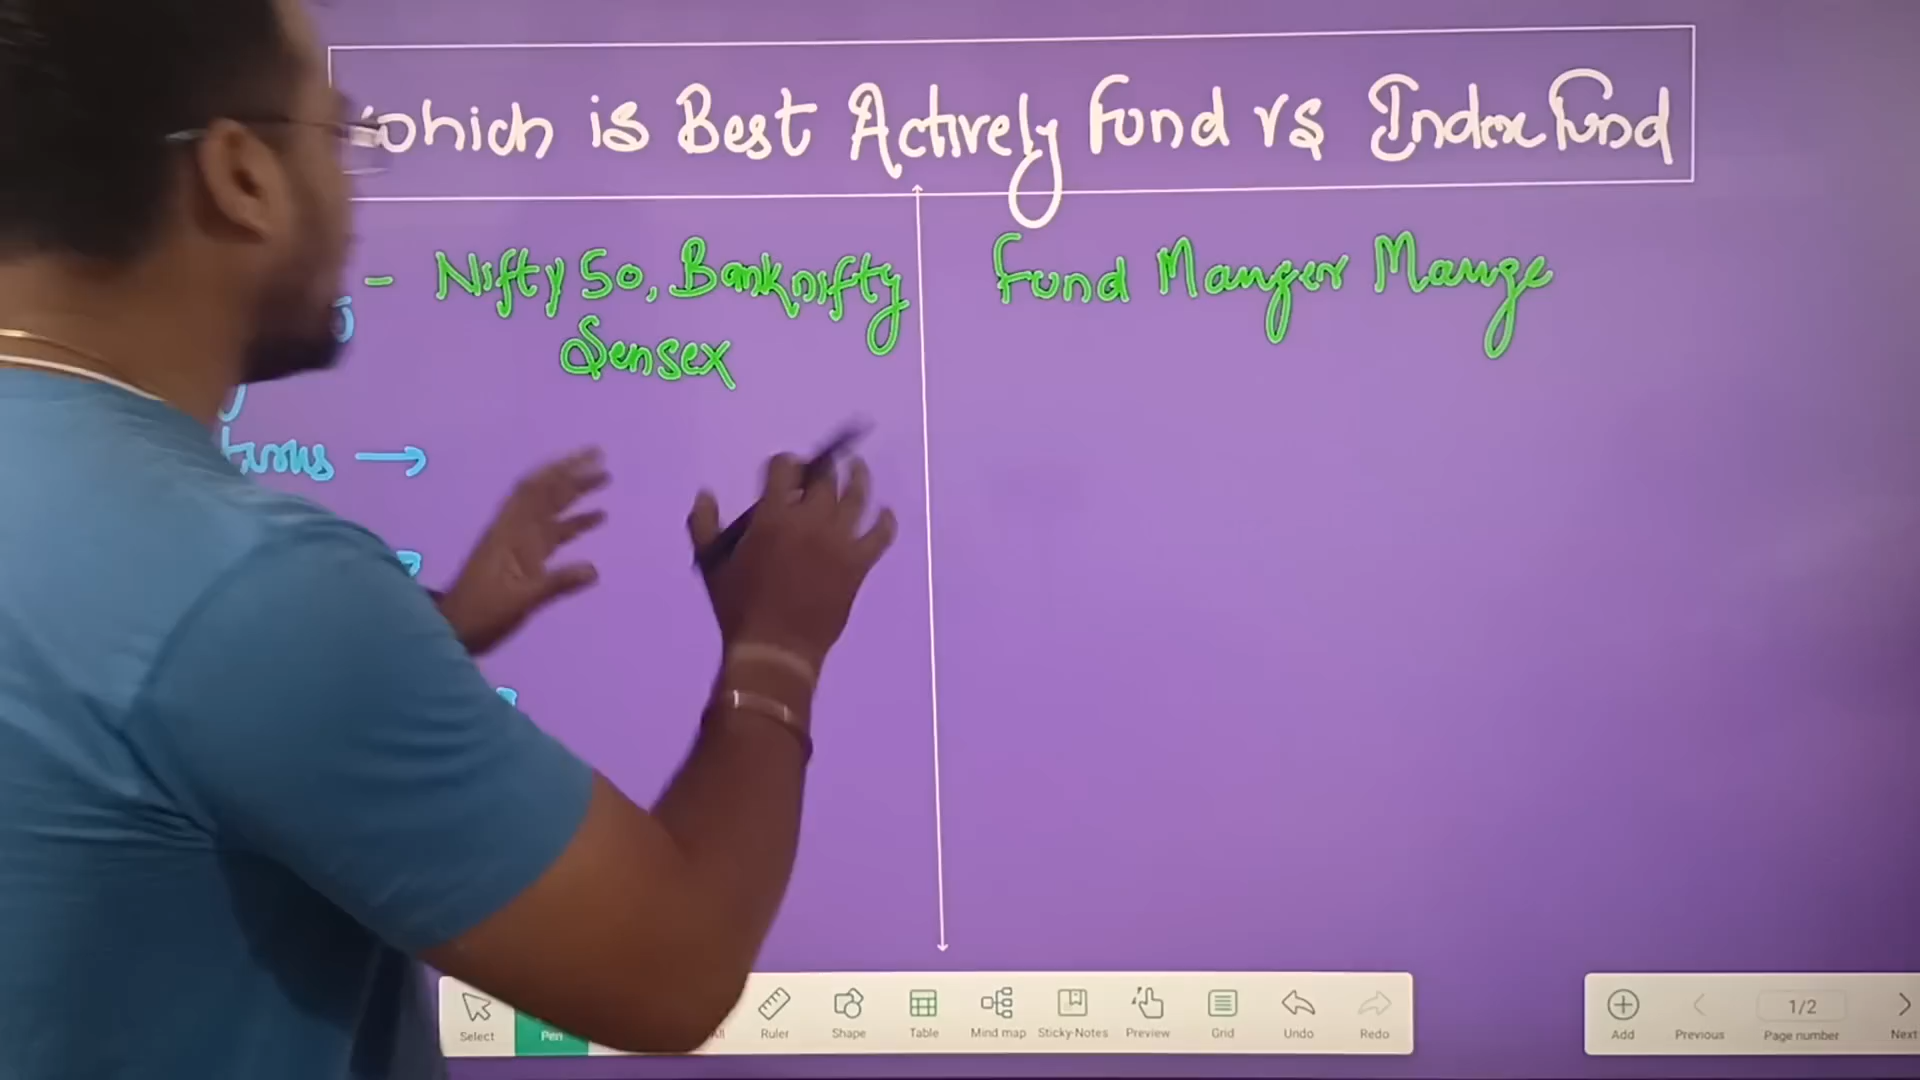 Which is Best Actively Fund vs Index Fund
- Nifty 50, Banknifty
Sensex
Fund Manger Mange
→
Select
Pen
Ruler
Shape
Table
Mind map
Sticky Notes
Preview
Grid
Undo
Redo
Add
Previous
1/2
Page number
Next